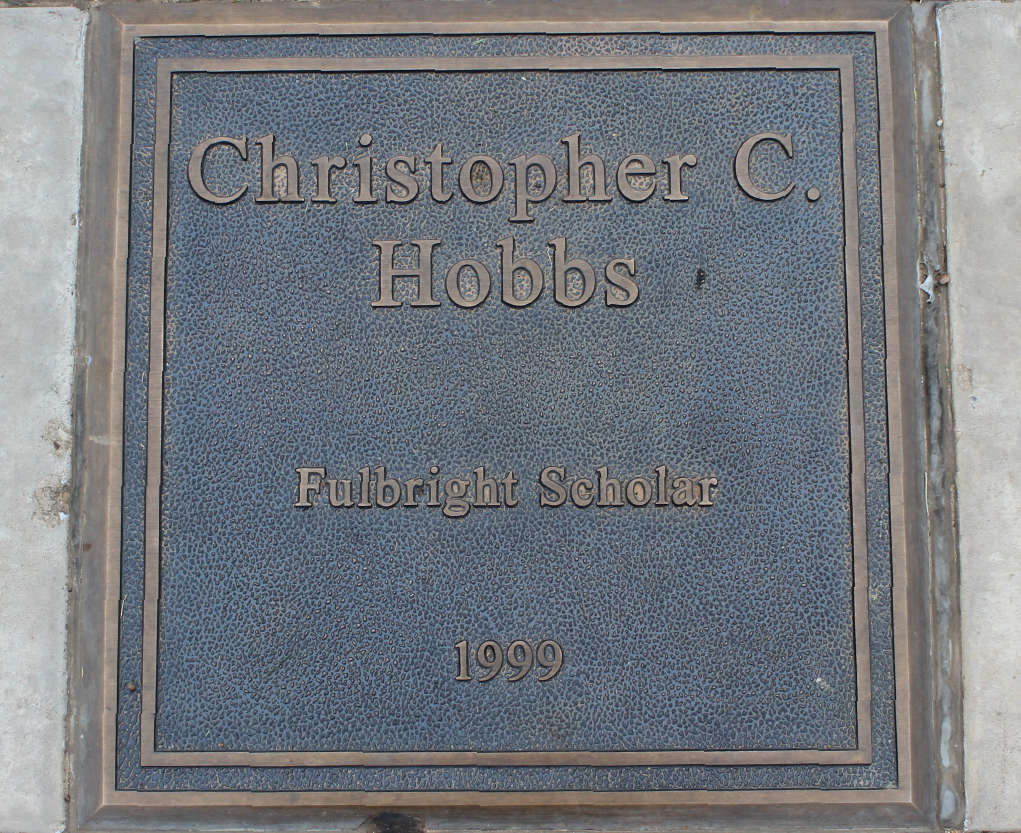 Christopher C.
Hobbs
Fulbright Scholar
1999